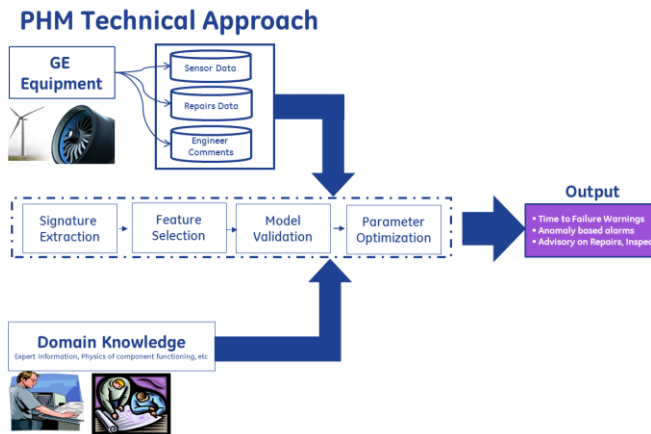 PHM Technical Approach
GE
Equipment
Sensor Data
Repairs Data
Engineer
Comments
Signature
Extraction
Feature
Selection
Model
Validation
Parameter
Optimization
Output
• Time to Failure Warnings
• Anomaly based alarms
• Advisory on Repairs, Inspec
Domain Knowledge
Expert Information, Physics of component functioning, etc